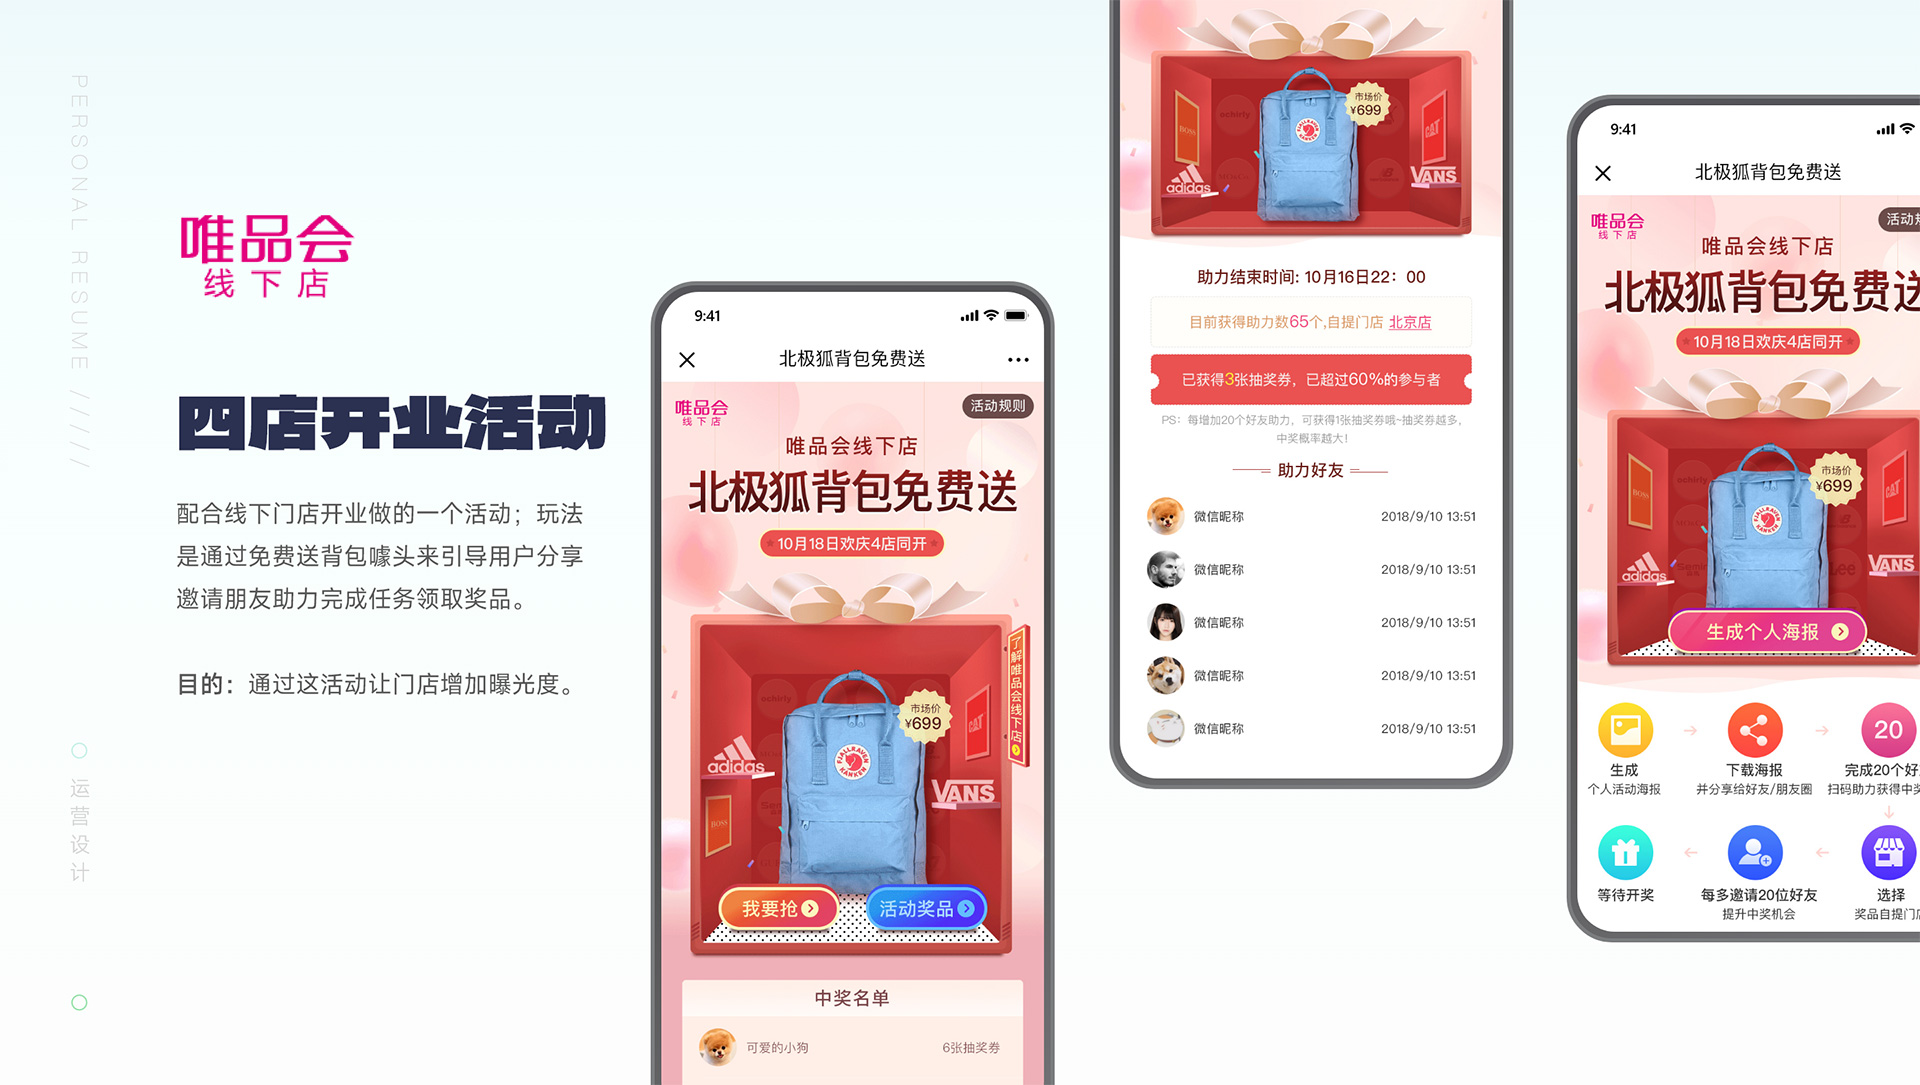 PERSONAL RESUME //////
运营设计
唯品会
线下店
四店开业活动
配合线下门店开业做的一个活动；玩法
是通过免费送背包噱头来引导用户分享
邀请朋友助力完成任务领取奖品。
目的：通过这活动让门店增加曝光度。
9:41
北极狐背包免费送
唯品会
线下店
活动规则
唯品会线下店
北极狐背包免费送
10月18日欢庆4店同开
了解唯品会线下店
ochirly
市场价
¥699
CAT
adidas
FJALLRAVEN
KANKEN
VANS
BOSS
我要抢
活动奖品
中奖名单
可爱的小狗
6张抽奖券
ochirly
市场价
¥699
BOSS
CAT
FJALLRAVEN
KANKEN
adidas
VANS
助力结束时间: 10月16日22：00
目前获得助力数65个,自提门店 北京店
已获得3张抽奖券，已超过60%的参与者
PS：每增加20个好友助力，可获得1张抽奖券哦~抽奖券越多，
中奖概率越大！
助力好友
微信昵称 2018/9/10 13:51
微信昵称 2018/9/10 13:51
微信昵称 2018/9/10 13:51
微信昵称 2018/9/10 13:51
微信昵称 2018/9/10 13:51
9:41
北极狐背包免费送
唯品会
线下店
活动规
唯品会线下店
北极狐背包免费送
10月18日欢庆4店同开
市场价
¥699
BOSS
CAT
FJALLRAVEN
KANKEN
adidas
VANS
Lee
生成个人海报
生成
个人活动海报
下载海报
并分享给好友/朋友圈
20
完成20个好
扫码助力获得中奖
等待开奖
每多邀请20位好友
提升中奖机会
选择
奖品自提门店